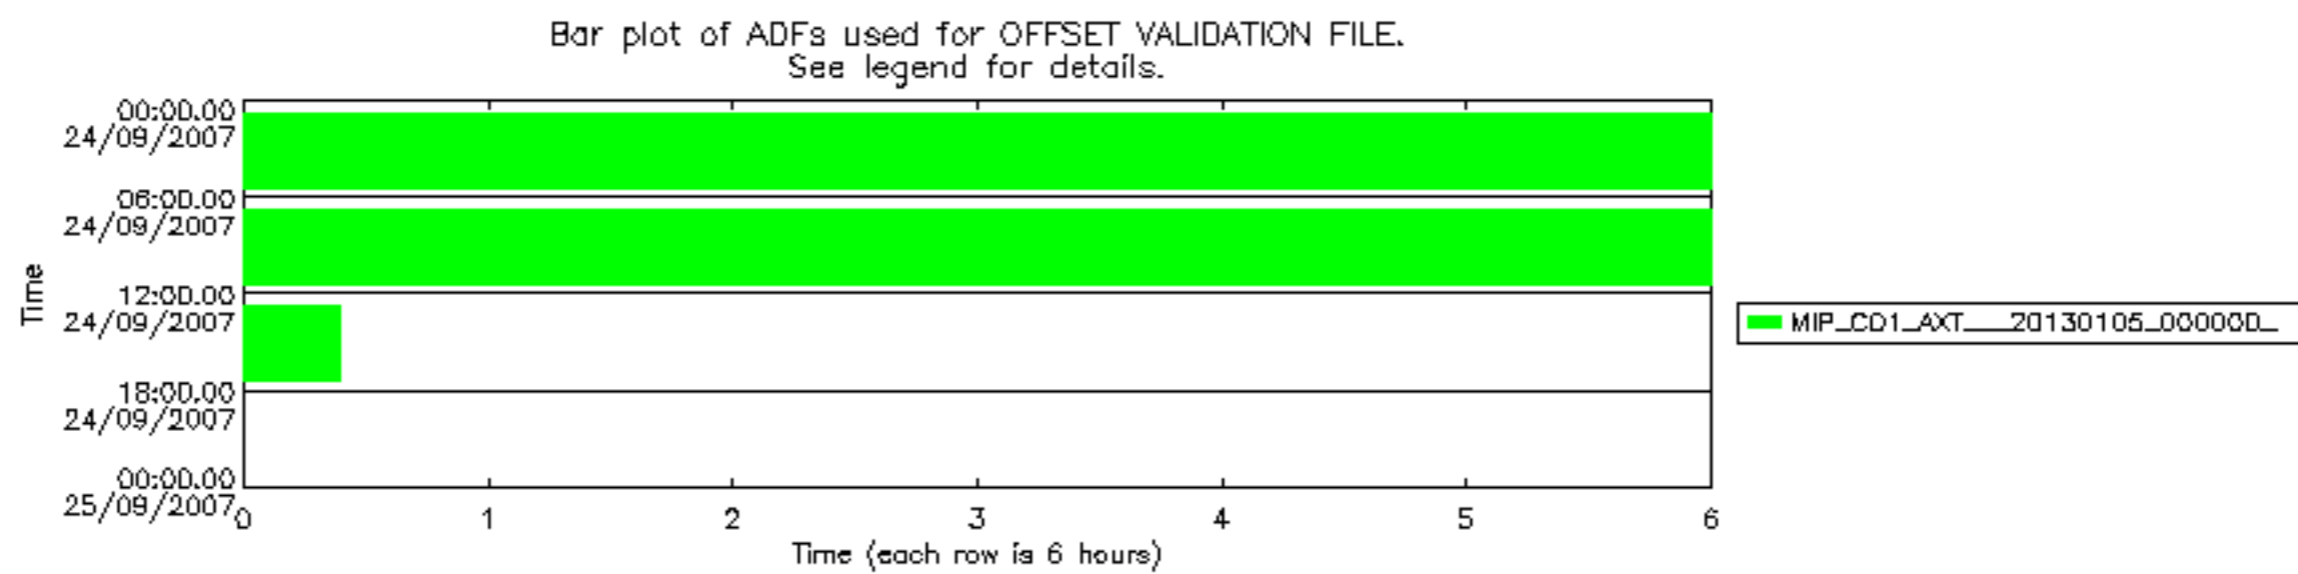 Bar plot of ADFs used for OFFSET VALIDATION FILE.
See legend for details.
00:00.00
24/09/2007
06:00.00
24/09/2007
12:00.00
24/09/2007
18:00.00
24/09/2007
00:00.00
25/09/2007
Time
0 1 2 3 4 5 6
Time (each row is 6 hours)
MIP_CO1_AXT___20130105_000000_